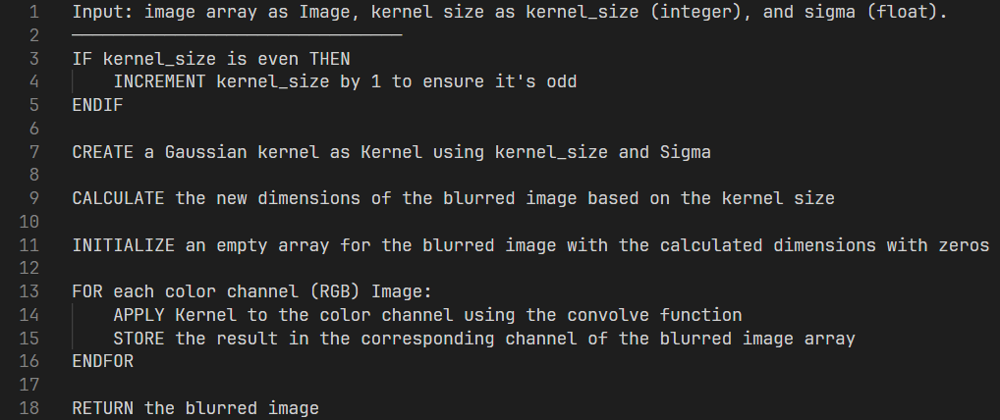 1 Input: image array as Image, kernel size as kernel_size (integer), and sigma (float).
2 ————————————————————————————————
3 IF kernel_size is even THEN
4     INCREMENT kernel_size by 1 to ensure it's odd
5 ENDIF
6
7 CREATE a Gaussian kernel as Kernel using kernel_size and Sigma
8
9 CALCULATE the new dimensions of the blurred image based on the kernel size
10
11 INITIALIZE an empty array for the blurred image with the calculated dimensions with zeros
12
13 FOR each color channel (RGB) Image:
14     APPLY Kernel to the color channel using the convolve function
15     STORE the result in the corresponding channel of the blurred image array
16 ENDFOR
17
18 RETURN the blurred image